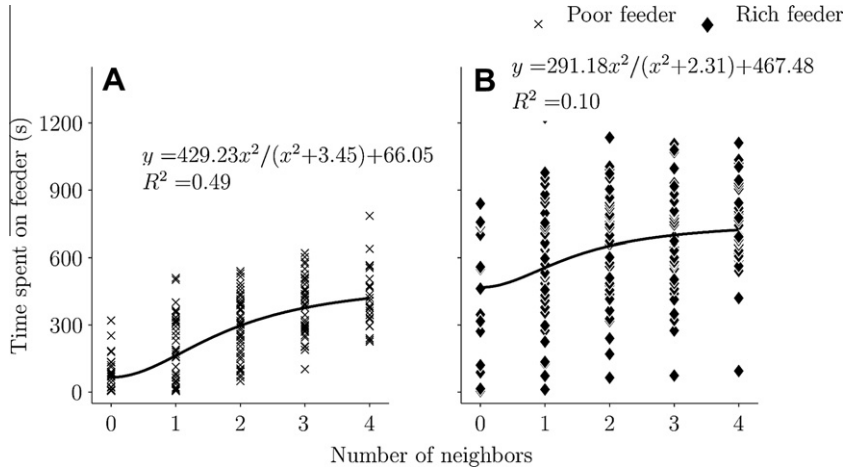 × Poor feeder ◆ Rich feeder
A
y = 429.23x²/(x²+3.45)+66.05
R² = 0.49
B
y = 291.18x²/(x²+2.31)+467.48
R² = 0.10
Time spent on feeder (s)
1200
900
600
300
0
0 1 2 3 4
0 1 2 3 4
Number of neighbors